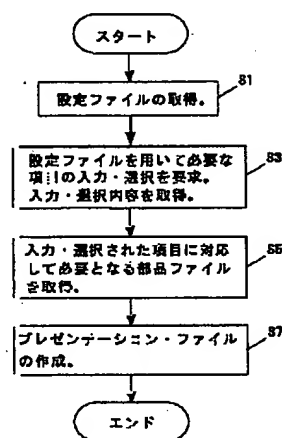 スタート
S1
設定ファイルの取得。
S3
設定ファイルを用いて必要な
項目の入力・選択を要求。
入力・選択内容を取得。
S5
入力・選択された項目に対応
して必要となる部品ファイル
を取得。
S7
プレゼンテーション・ファイル
の作成。
エンド